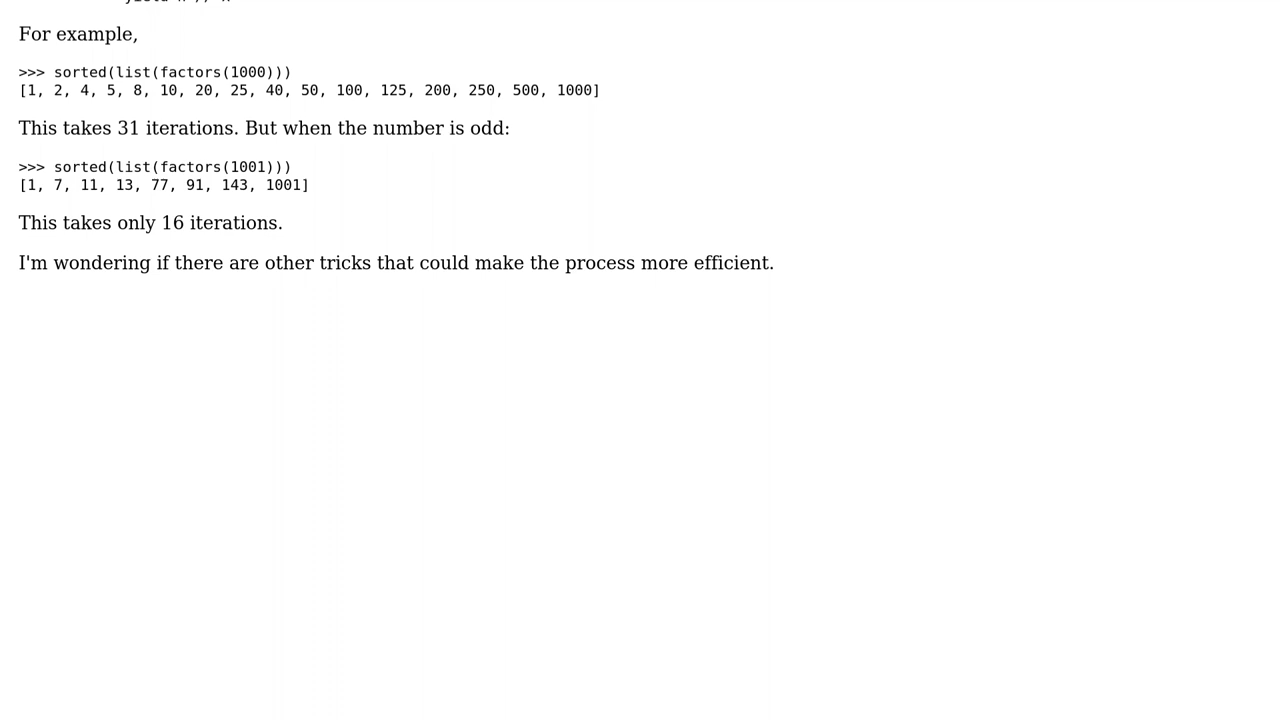 For example,
>>> sorted(list(factors(1000)))
[1, 2, 4, 5, 8, 10, 20, 25, 40, 50, 100, 125, 200, 250, 500, 1000]
This takes 31 iterations. But when the number is odd:
>>> sorted(list(factors(1001)))
[1, 7, 11, 13, 77, 91, 143, 1001]
This takes only 16 iterations.
I'm wondering if there are other tricks that could make the process more efficient.